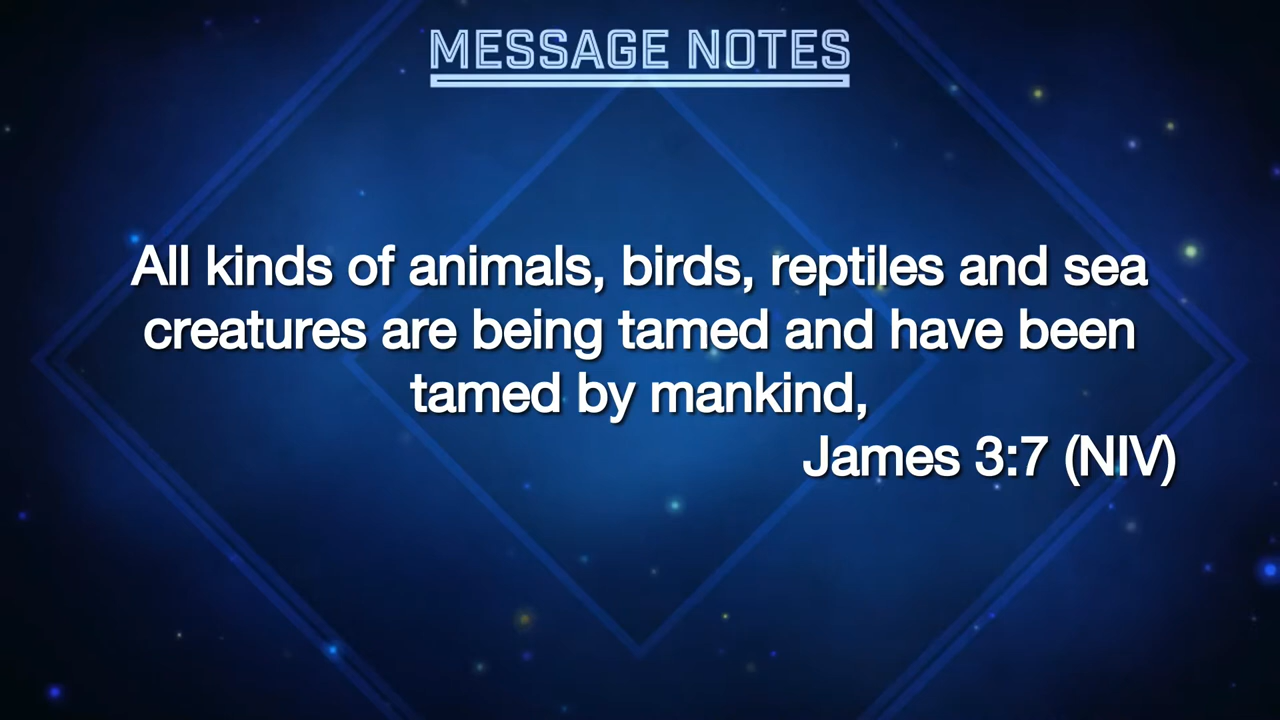 MESSAGE NOTES
All kinds of animals, birds, reptiles and sea
creatures are being tamed and have been
tamed by mankind,
James 3:7 (NIV)